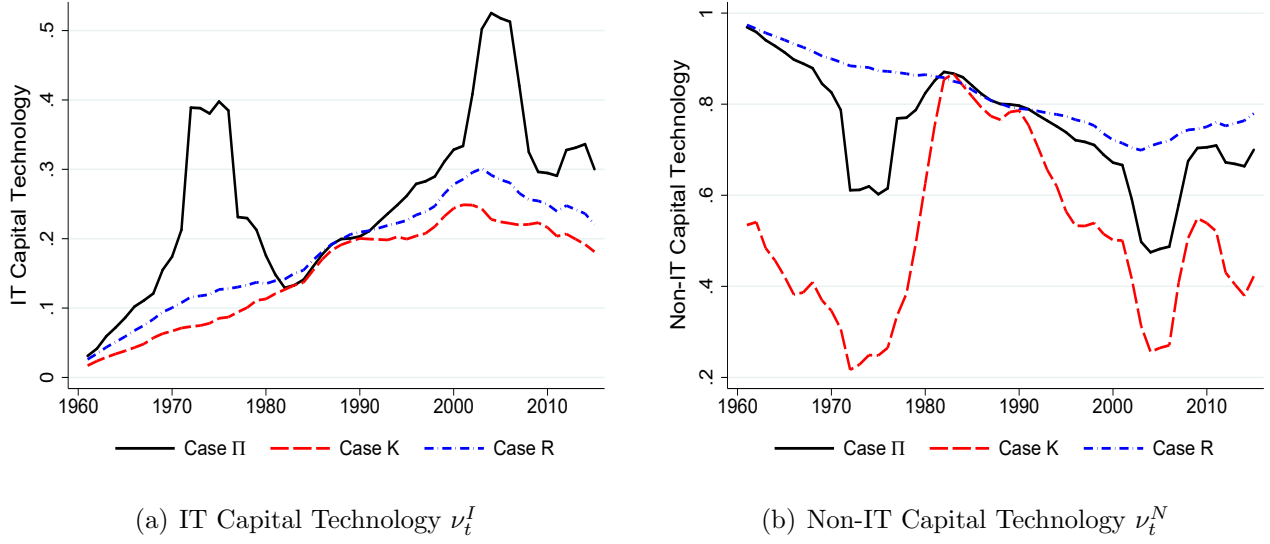 IT Capital Technology
.5
.4
.3
.2
.1
0
1960 1970 1980 1990 2000 2010
Case Π Case K Case R
(a) IT Capital Technology ν_t^I
Non-IT Capital Technology
1
.8
.6
.4
.2
1960 1970 1980 1990 2000 2010
Case Π Case K Case R
(b) Non-IT Capital Technology ν_t^N